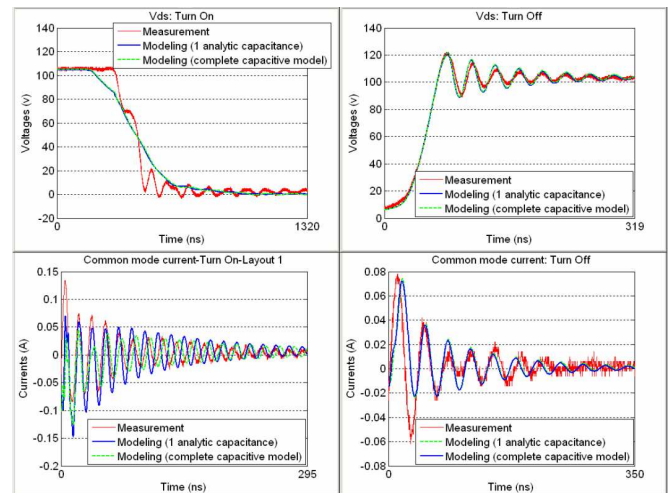 Vds: Turn On
140
120
100
80
60
40
20
0
-20
0
1320
Voltages (v)
Time (ns)
Measurement
Modeling (1 analytic capacitance)
Modeling (complete capacitive model)
Vds: Turn Off
140
120
100
80
60
40
20
0
0
319
Voltages (v)
Time (ns)
Measurement
Modeling (1 analytic capacitance)
Modeling (complete capacitive model)
Common mode current-Turn On-Layout 1
0.15
0.1
0.05
0
-0.05
-0.1
-0.15
-0.2
0
295
Currents (A)
Time (ns)
Measurement
Modeling (1 analytic capacitance)
Modeling (complete capacitive model)
Common mode current: Turn Off
0.08
0.06
0.04
0.02
0
-0.02
-0.04
-0.06
-0.08
0
350
Currents (A)
Time (ns)
Measurement
Modeling (1 analytic capacitance)
Modeling (complete capacitive model)